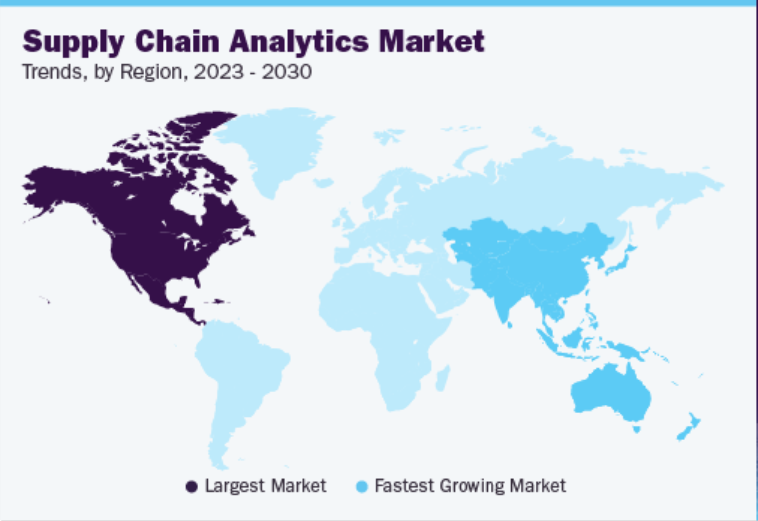 Supply Chain Analytics Market
Trends, by Region, 2023 - 2030
Largest Market
Fastest Growing Market